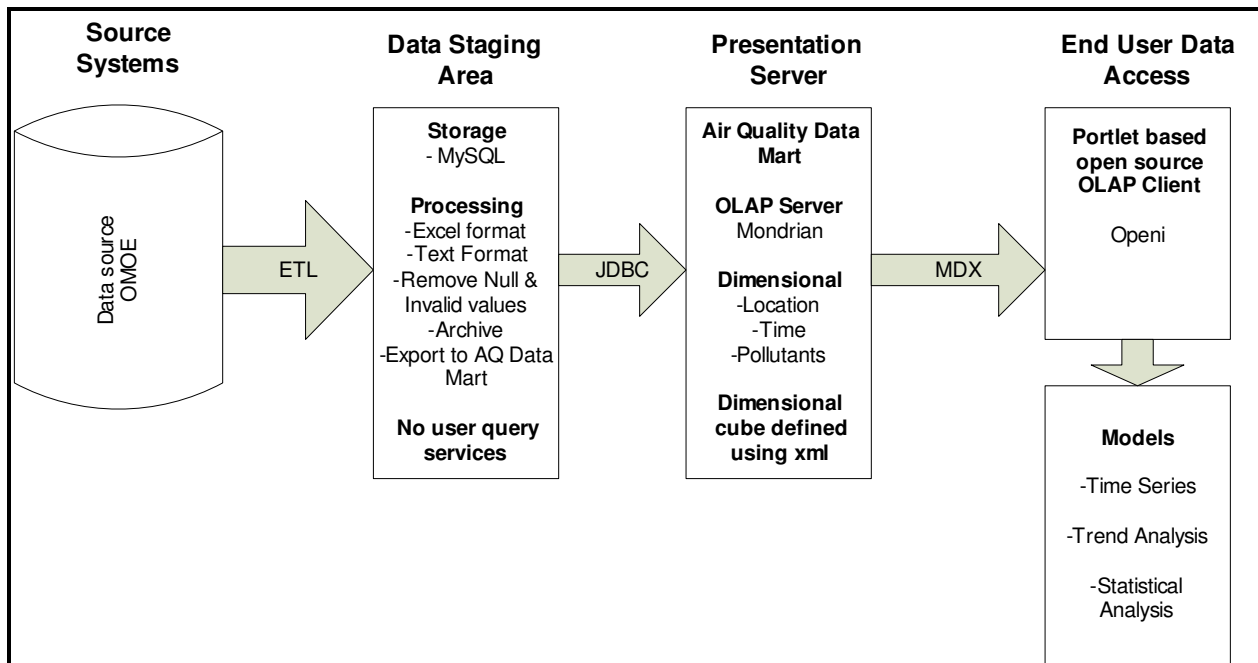 Source
Systems
Data source
OMOE
ETL
Data Staging
Area
Storage
- MySQL
Processing
-Excel format
-Text Format
-Remove Null &
Invalid values
-Archive
-Export to AQ Data
Mart
No user query
services
JDBC
Presentation
Server
Air Quality Data
Mart
OLAP Server
Mondrian
Dimensional
-Location
-Time
-Pollutants
Dimensional
cube defined
using xml
MDX
End User Data
Access
Portlet based
open source
OLAP Client
Openi
Models
-Time Series
-Trend Analysis
-Statistical
Analysis